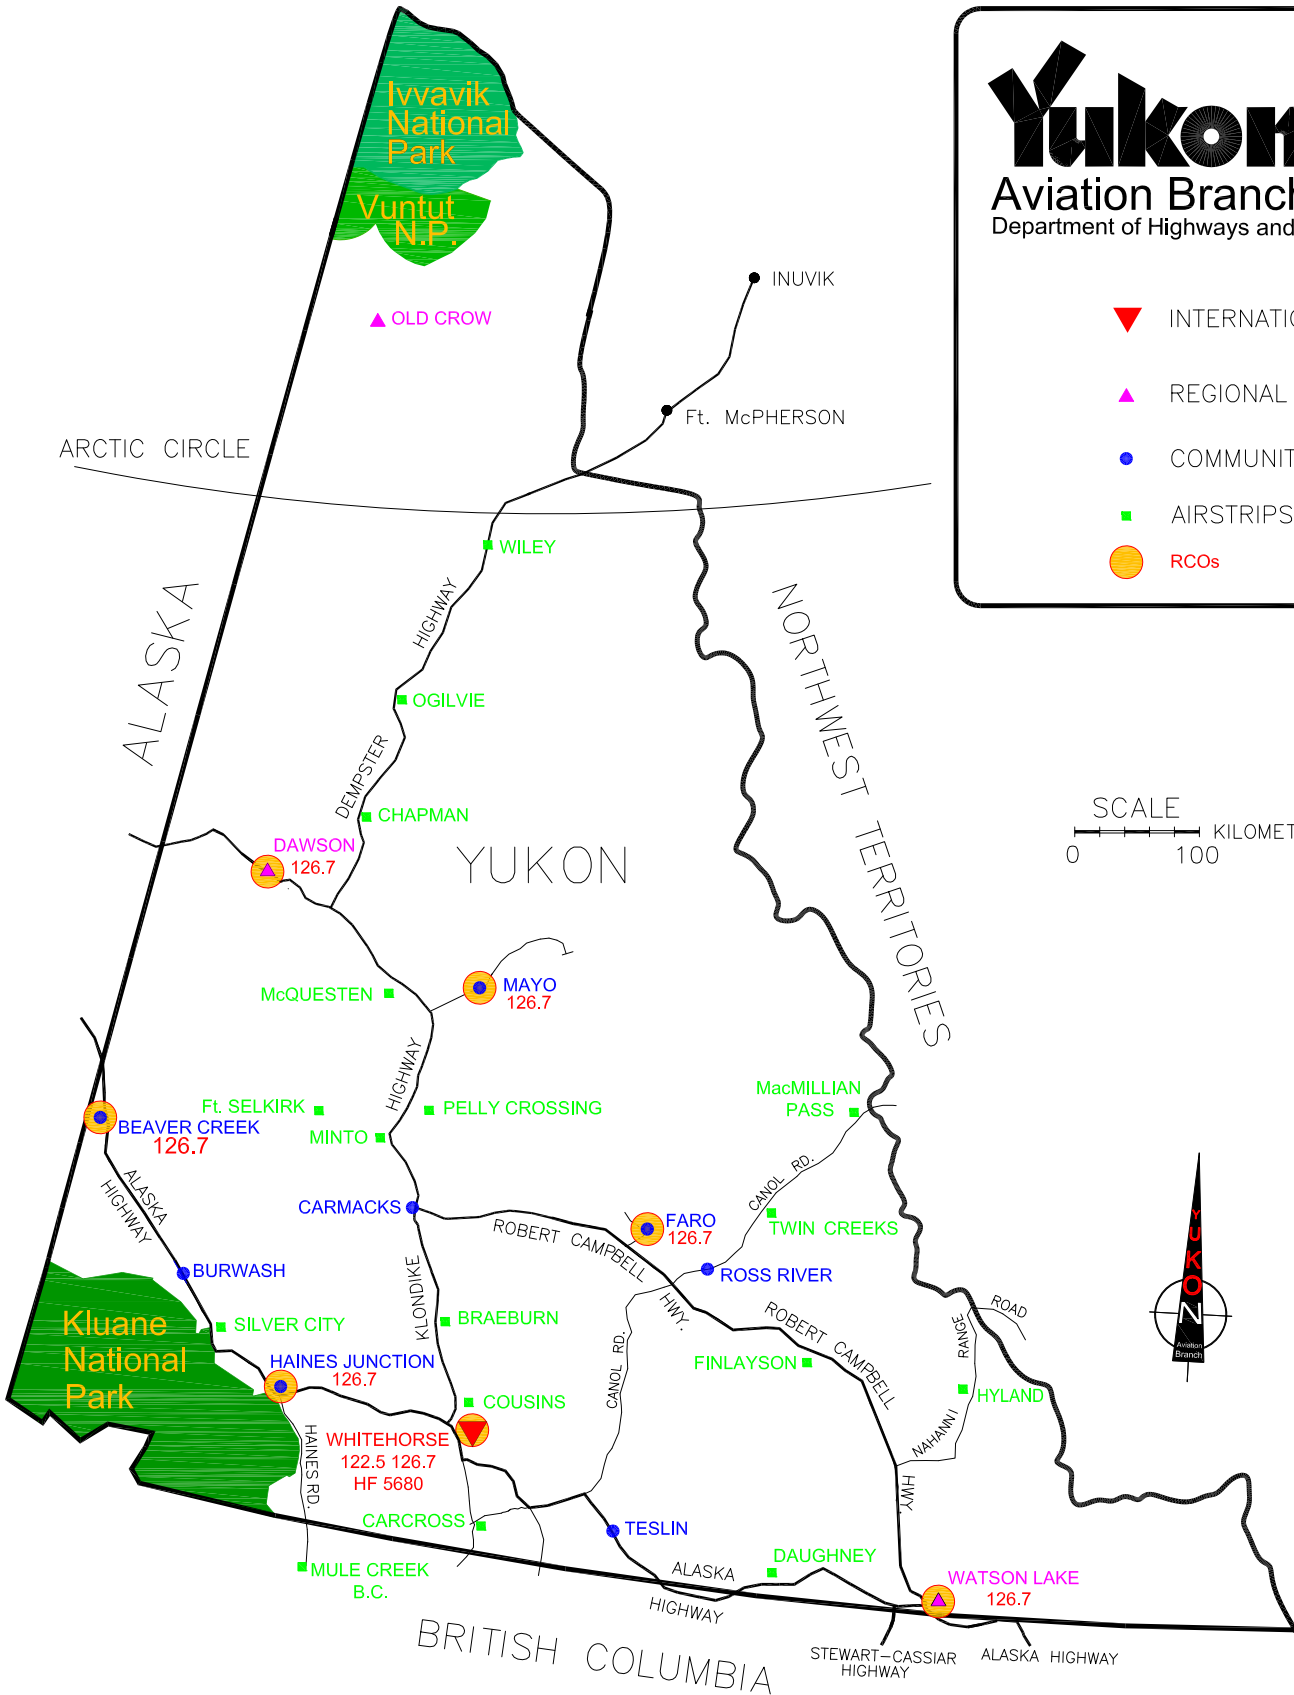 Ivvavik
National
Park
Vuntut
N.P.
Yukon
Aviation Branch
Department of Highways and
INUVIK
OLD CROW
INTERNATIO
REGIONAL
Ft. McPHERSON
ARCTIC CIRCLE
COMMUNIT
AIRSTRIPS
WILEY
RCOs
HIGHWAY
ALASKA
NORTHWEST TERRITORIES
OGILVIE
DEMPSTER
CHAPMAN
SCALE
KILOMET
0 100
DAWSON
126.7
YUKON
McQUESTEN
MAYO
126.7
HIGHWAY
MacMILLIAN
PASS
Ft. SELKIRK
PELLY CROSSING
BEAVER CREEK
126.7
MINTO
ALASKA
HIGHWAY
CANOL RD.
CARMACKS
ROBERT CAMPBELL
HWY.
FARO
126.7
TWIN CREEKS
BURWASH
ROSS RIVER
YUKON
N
Aviation
Branch
KLONDIKE
ROAD
Kluane
National
Park
SILVER CITY
BRAEBURN
ROBERT CAMPBELL
HWY.
RANGE
NAHANNI
HAINES JUNCTION
126.7
CANOL RD.
FINLAYSON
HYLAND
COUSINS
HAINES RD.
WHITEHORSE
122.5 126.7
HF 5680
CARCROSS
TESLIN
MULE CREEK
B.C.
DAUGHNEY
ALASKA
HIGHWAY
WATSON LAKE
126.7
BRITISH COLUMBIA
STEWART-CASSIAR
HIGHWAY
ALASKA HIGHWAY